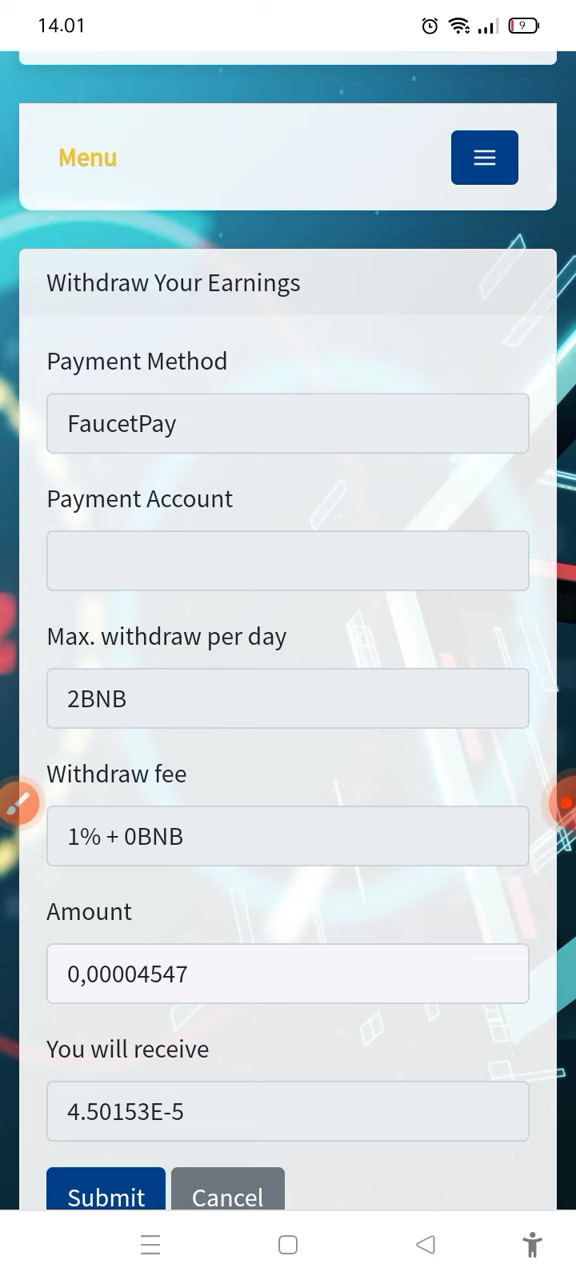 14.01
9
Menu
Withdraw Your Earnings
Payment Method
FaucetPay
Payment Account
Max. withdraw per day
2BNB
Withdraw fee
1% + 0BNB
Amount
0,00004547
You will receive
4.50153E-5
Submit Cancel